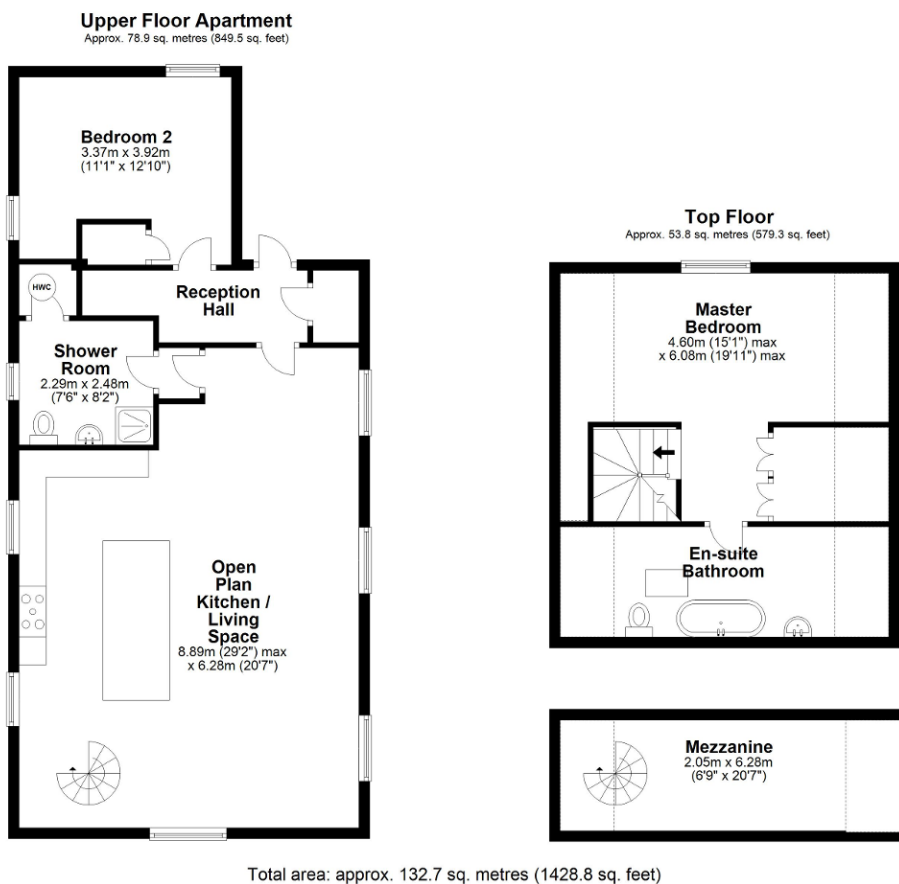 Upper Floor Apartment
Approx. 78.9 sq. metres (849.5 sq. feet)
Bedroom 2
3.37m x 3.92m
(11'1" x 12'10")
HWC
Reception
Hall
Shower
Room
2.29m x 2.48m
(7'6" x 8'2")
Open
Plan
Kitchen /
Living
Space
8.89m (29'2") max
x 6.28m (20'7")
Top Floor
Approx. 53.8 sq. metres (579.3 sq. feet)
Master
Bedroom
4.60m (15'1") max
x 6.08m (19'11") max
En-suite
Bathroom
Mezzanine
2.05m x 6.28m
(6'9" x 20'7")
Total area: approx. 132.7 sq. metres (1428.8 sq. feet)